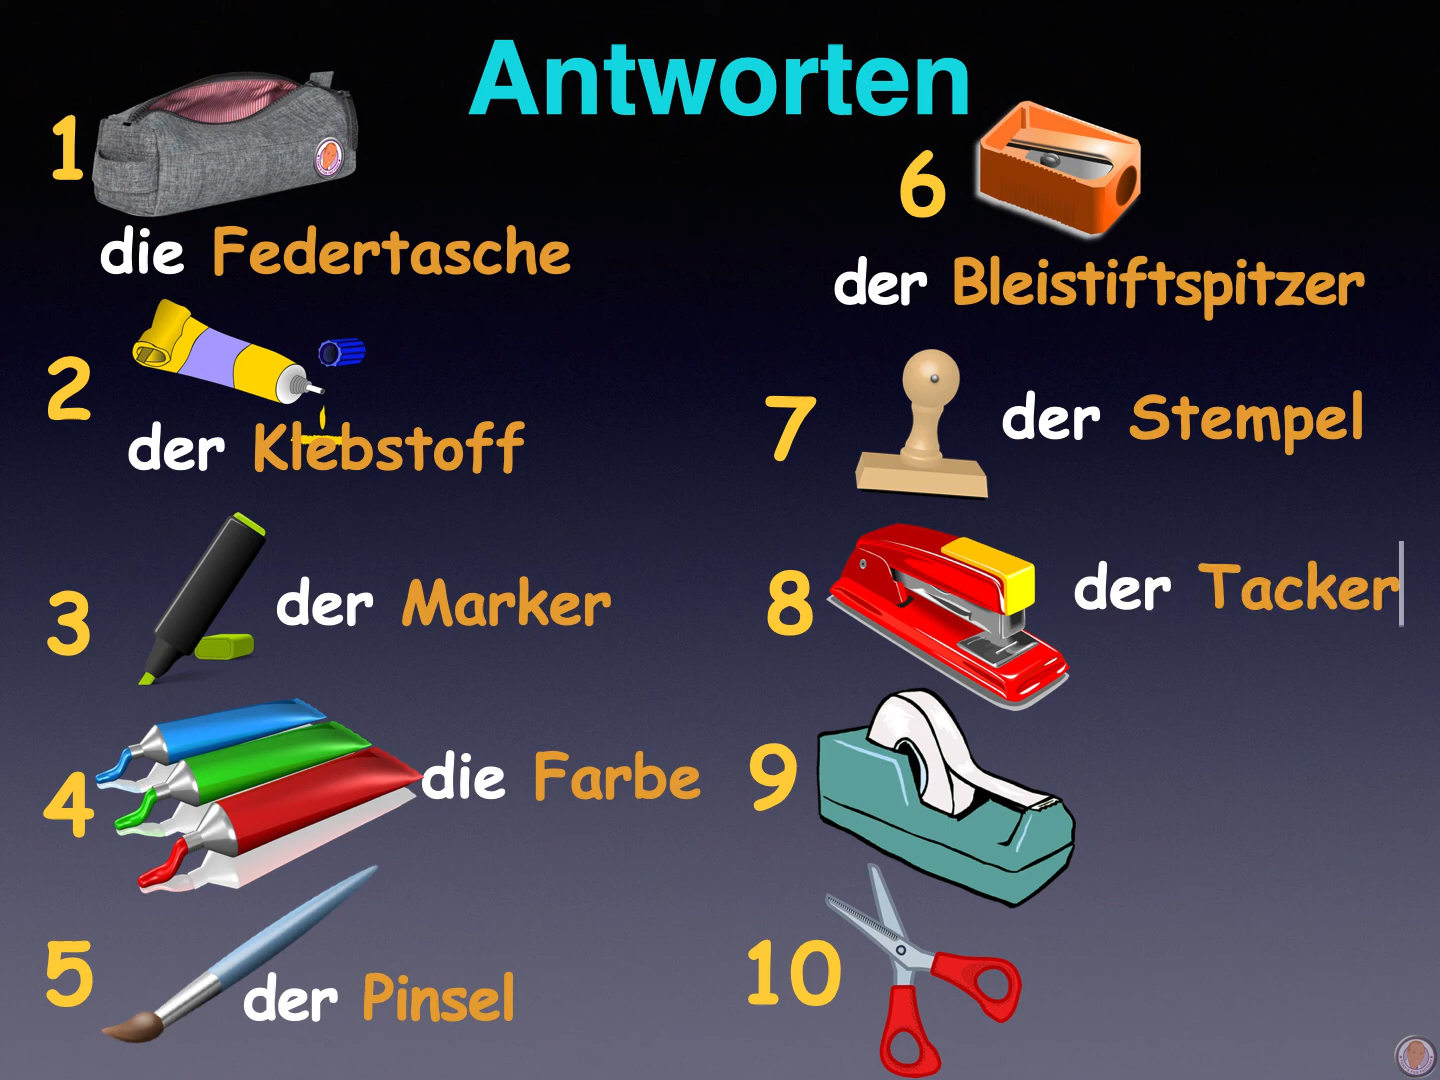 Antworten
1
die Federtasche
2
der Klebstoff
3
der Marker
4
die Farbe
5
der Pinsel
6
der Bleistiftspitzer
7
der Stempel
8
der Tacker
9
10